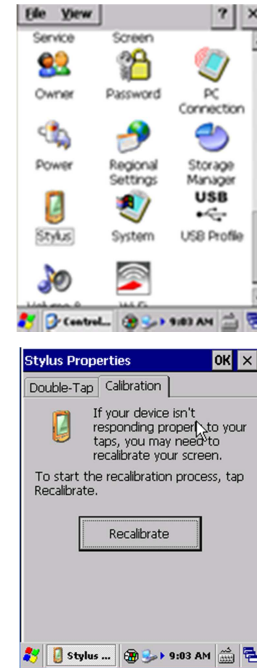 File View ? ×
Service Screen
Owner Password PC
Connection
Power Regional Storage
Settings Manager
USB
Stylus System USB Profile
Control... 9:03 AM
Stylus Properties OK ×
Double-Tap Calibration
If your device isn't
responding properly to your
taps, you may need to
recalibrate your screen.
To start the recalibration process, tap
Recalibrate.
Recalibrate
Stylus ... 9:03 AM